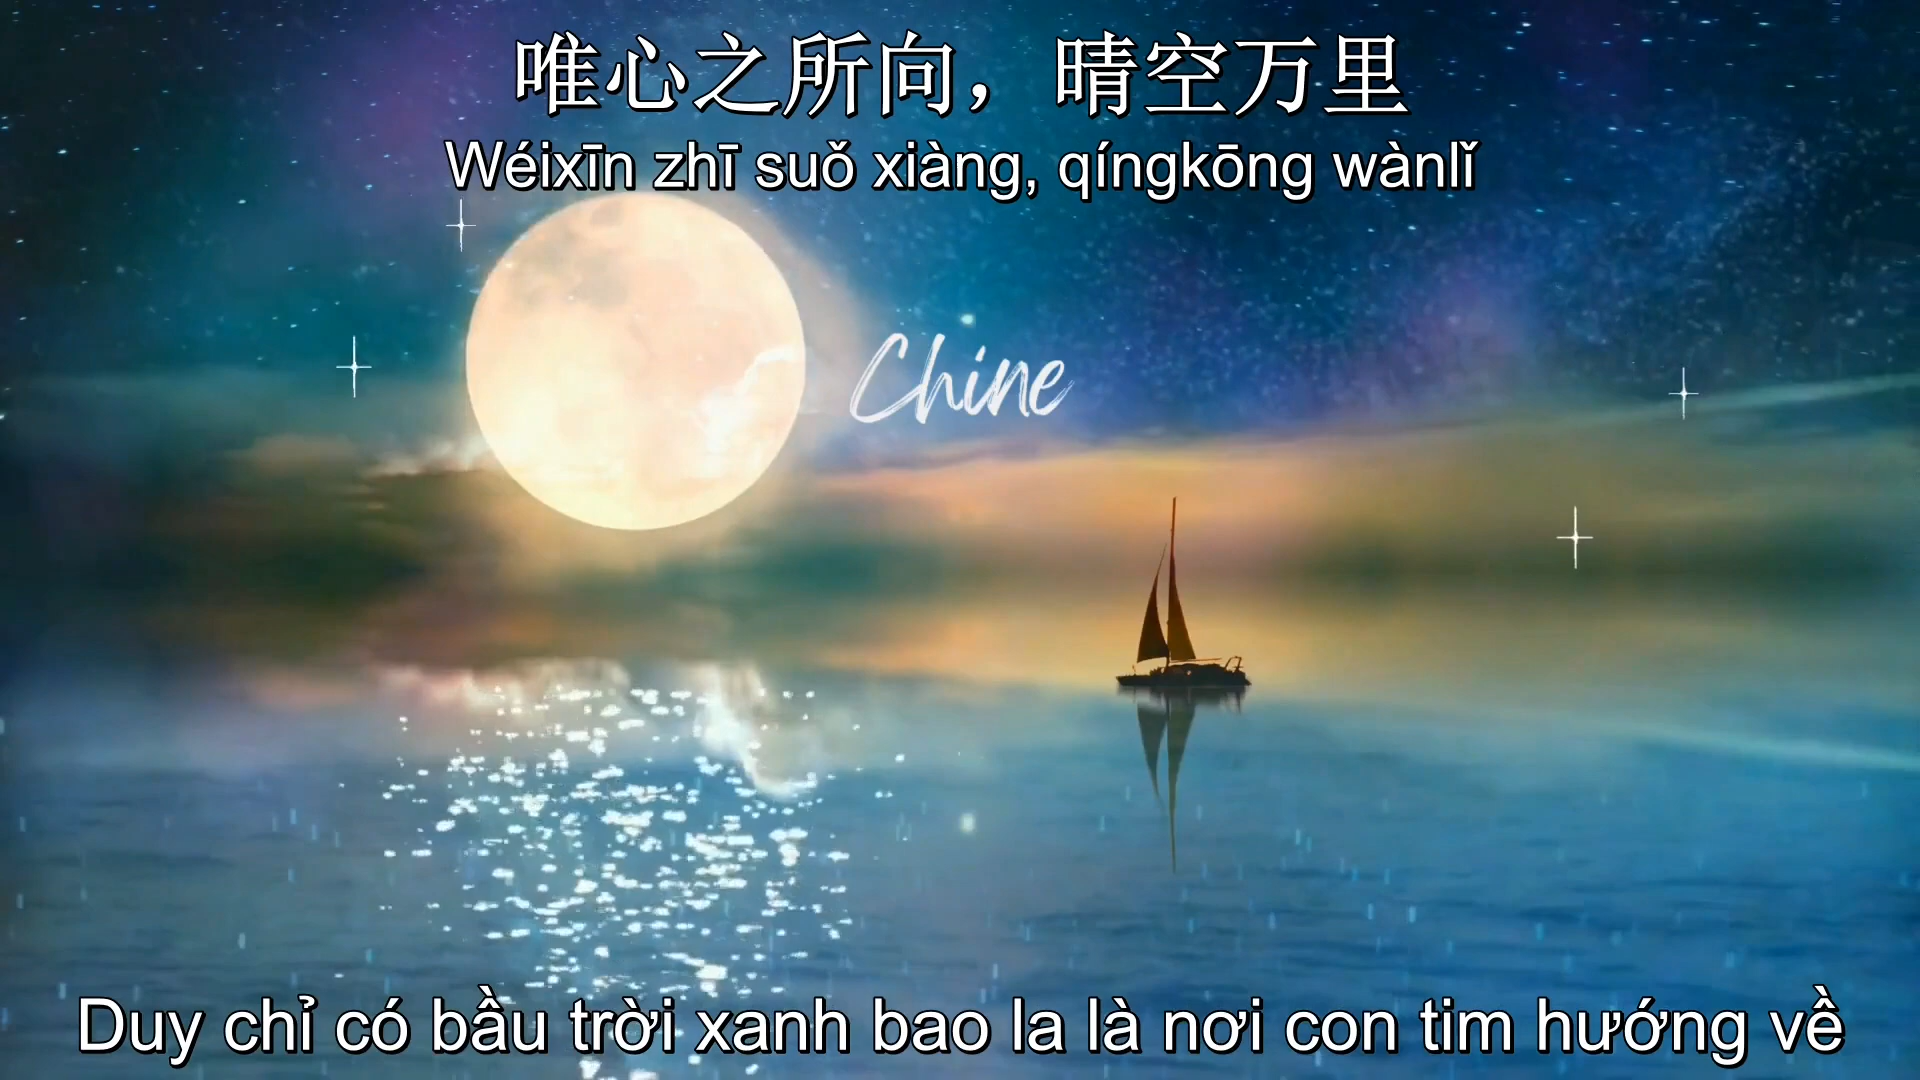 唯心之所向，晴空万里
Wéixīn zhī suǒ xiàng, qíngkōng wànlǐ
Chine
Duy chỉ có bầu trời xanh bao la là nơi con tim hướng về